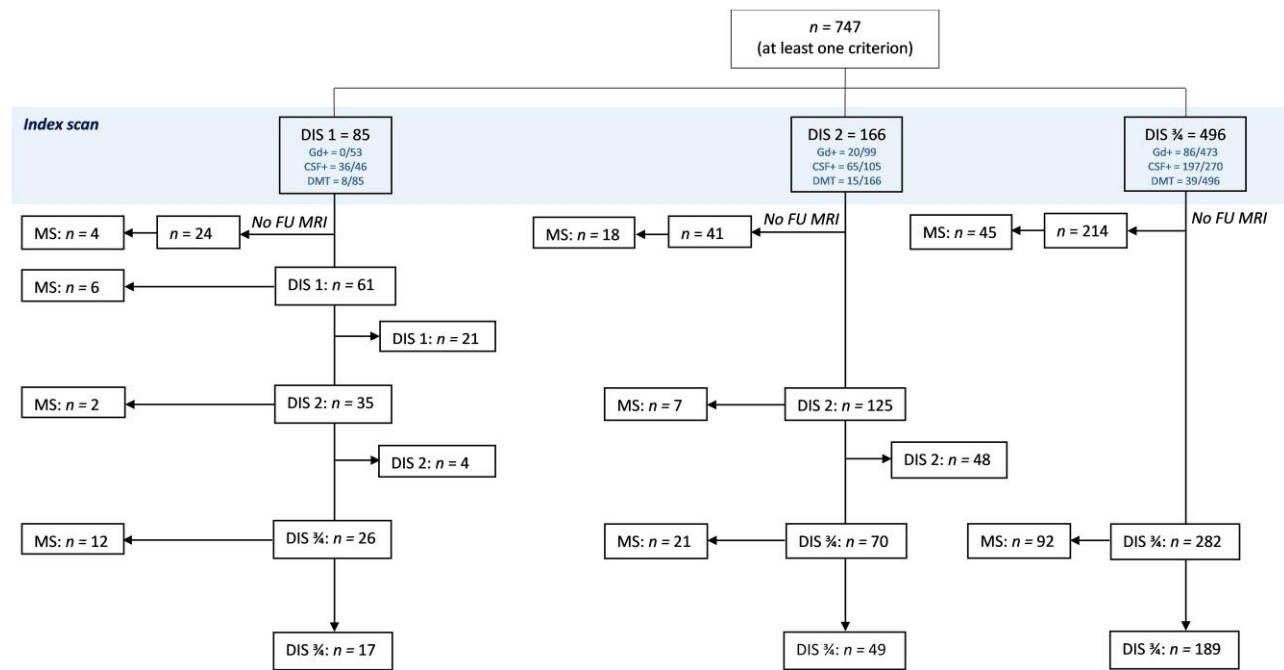 n = 747
(at least one criterion)
Index scan
DIS 1 = 85
Gd+ = 0/53
CSF+ = 36/46
DMT = 8/85
DIS 2 = 166
Gd+ = 20/99
CSF+ = 65/105
DMT = 15/166
DIS ¾ = 496
Gd+ = 86/473
CSF+ = 197/270
DMT = 39/496
MS: n = 4
n = 24
No FU MRI
MS: n = 18
n = 41
No FU MRI
MS: n = 45
n = 214
No FU MRI
MS: n = 6
DIS 1: n = 61
DIS 1: n = 21
MS: n = 2
DIS 2: n = 35
MS: n = 7
DIS 2: n = 125
DIS 2: n = 4
DIS 2: n = 48
MS: n = 12
DIS ¾: n = 26
MS: n = 21
DIS ¾: n = 70
MS: n = 92
DIS ¾: n = 282
DIS ¾: n = 17
DIS ¾: n = 49
DIS ¾: n = 189